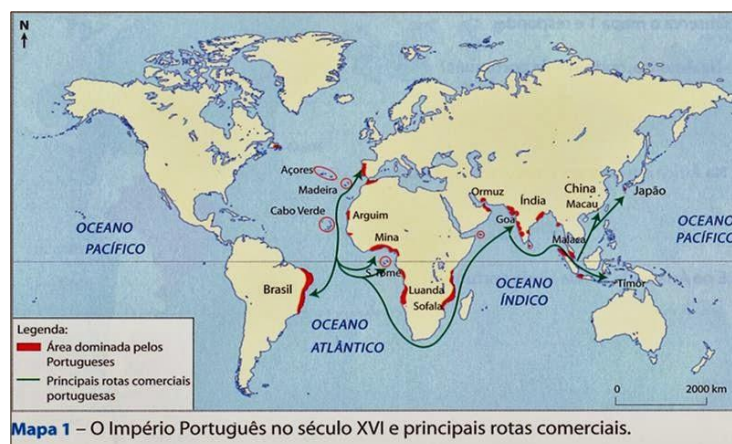 N
Açores
Madeira
Cabo Verde
Arguim
Mina
S. Tomé
Brasil
Luanda
Sofala
Ormuz
Goa
Índia
China
Macau
Japão
Malaca
Timor
OCEANO
PACÍFICO
OCEANO
ATLÂNTICO
OCEANO
ÍNDICO
OCEANO
PACÍFICO
Legenda:
Área dominada pelos
Portugueses
Principais rotas comerciais
portuguesas
0 2000 km
Mapa 1 – O Império Português no século XVI e principais rotas comerciais.